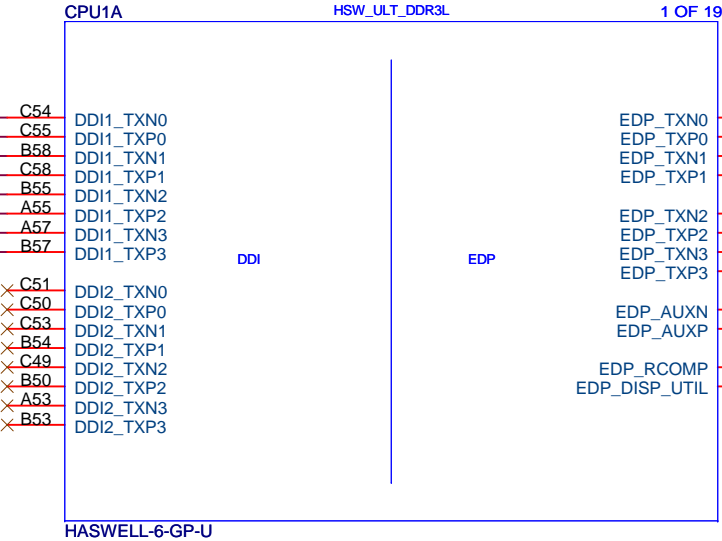 CPU1A HSW_ULT_DDR3L 1 OF 19
C54 DDI1_TXN0 EDP_TXN0
C55 DDI1_TXP0 EDP_TXP0
B58 DDI1_TXN1 EDP_TXN1
C58 DDI1_TXP1 EDP_TXP1
B55 DDI1_TXN2
A55 DDI1_TXP2 EDP_TXN2
A57 DDI1_TXN3 EDP_TXP2
B57 DDI1_TXP3 EDP_TXN3
DDI EDP
EDP_TXP3
C51 DDI2_TXN0
C50 DDI2_TXP0 EDP_AUXN
C53 DDI2_TXN1 EDP_AUXP
B54 DDI2_TXP1
C49 DDI2_TXN2 EDP_RCOMP
B50 DDI2_TXP2 EDP_DISP_UTIL
A53 DDI2_TXN3
B53 DDI2_TXP3
HASWELL-6-GP-U